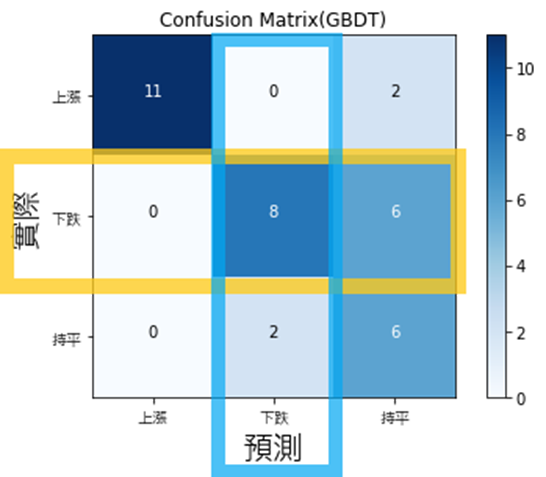 Confusion Matrix(GBDT)
上漲 11 0 2
實際
下跌 0 8 6
持平 0 2 6
上漲 下跌 持平
預測
10
8
6
4
2
0